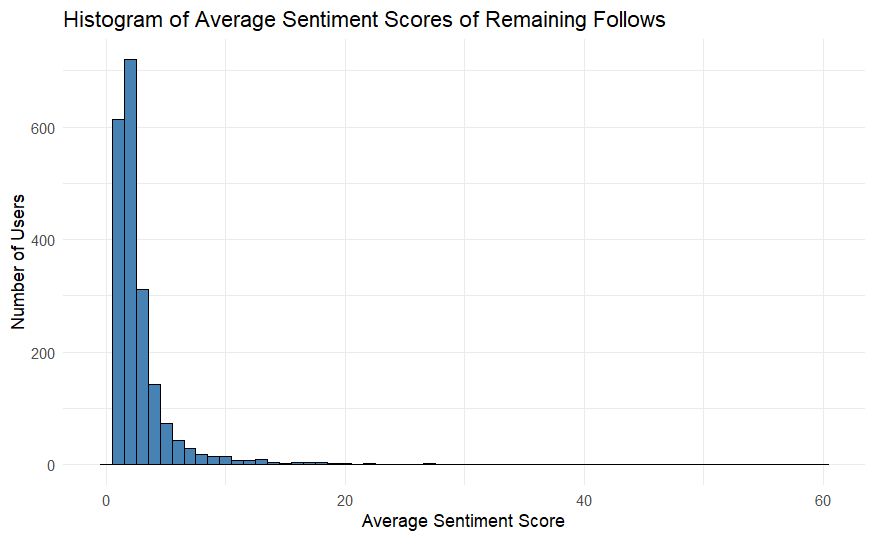 Histogram of Average Sentiment Scores of Remaining Follows
Number of Users
600
400
200
0
0 20 40 60
Average Sentiment Score